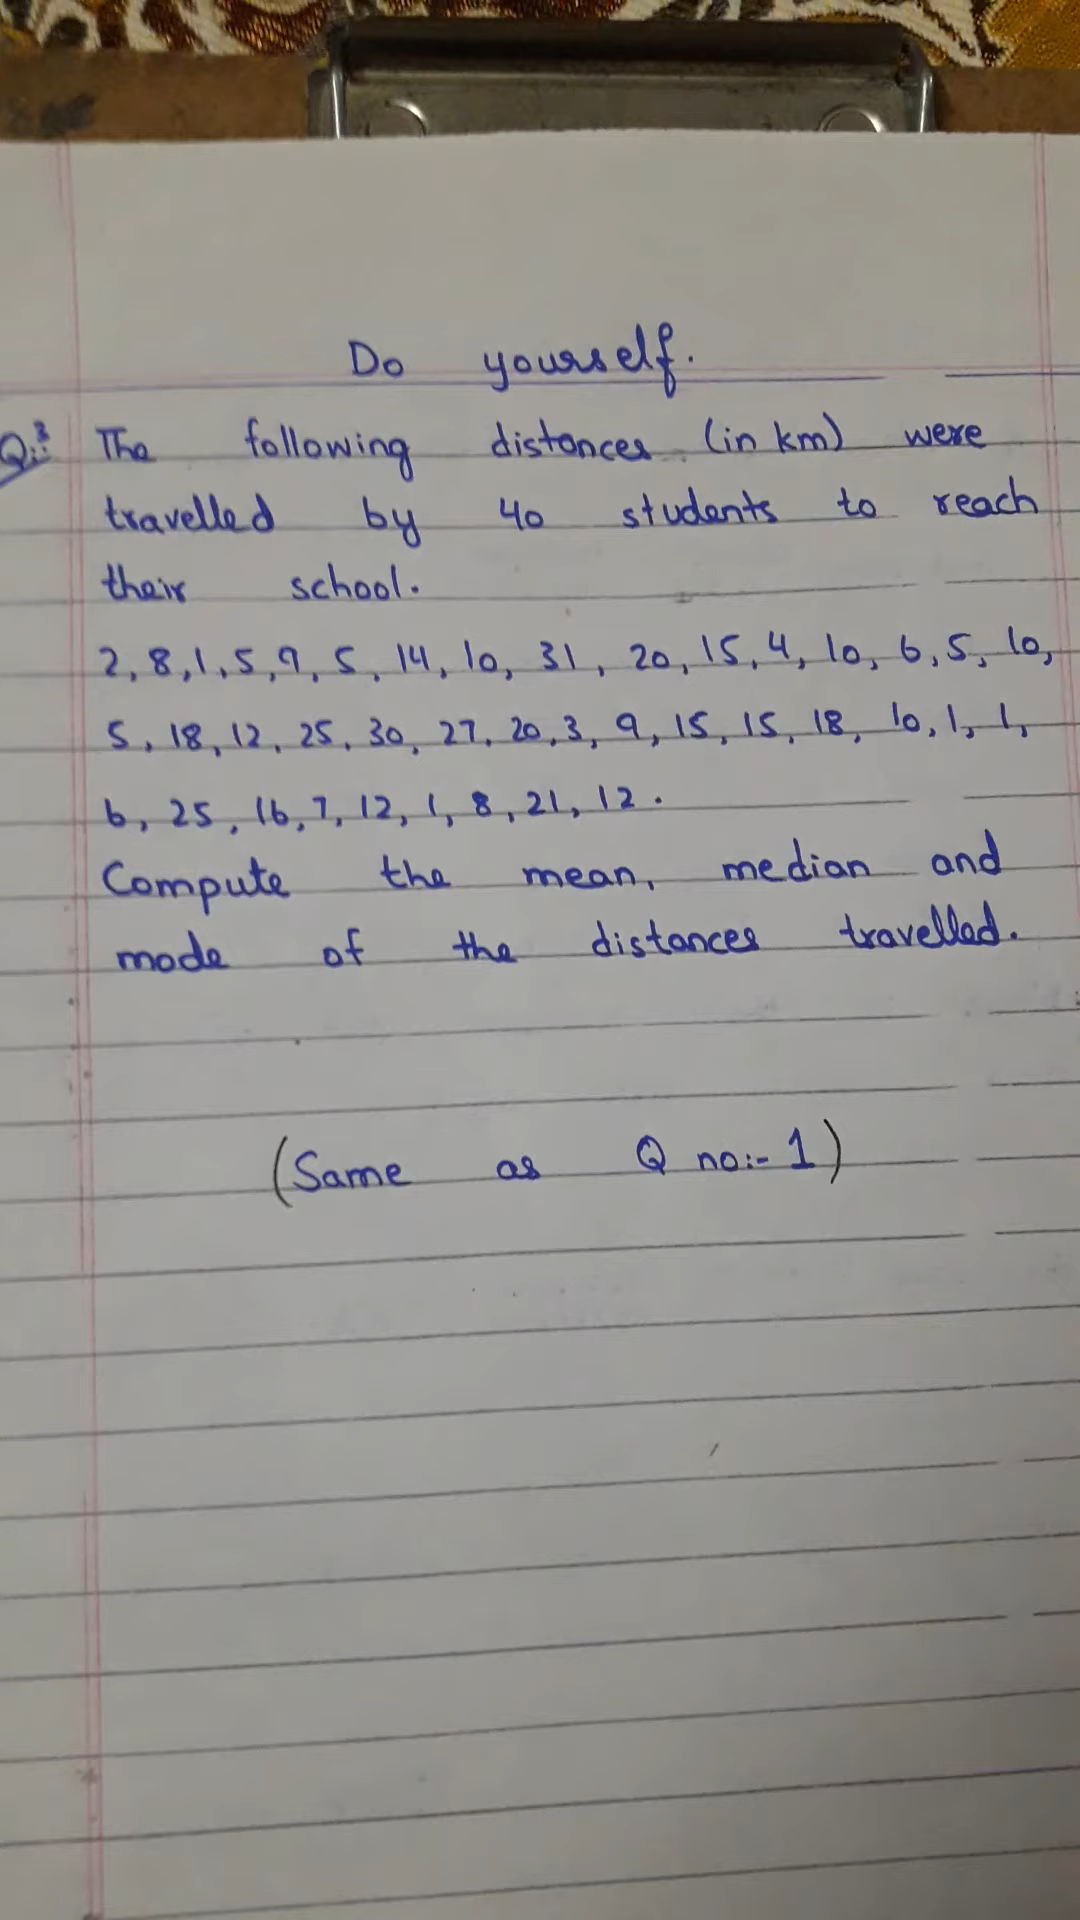 Do yourself.
Q:-3 The following distances (in km) were
travelled by 40 students to reach
their school.
2, 8, 1, 5, 9, 5, 14, 10, 31, 20, 15, 4, 10, 6, 5, 10,
5, 18, 12, 25, 30, 27, 20, 3, 9, 15, 15, 18, 10, 1, 1,
6, 25, 16, 7, 12, 1, 8, 21, 12.
Compute the mean, median and
mode of the distances travelled.
(Same as Q no:- 1)